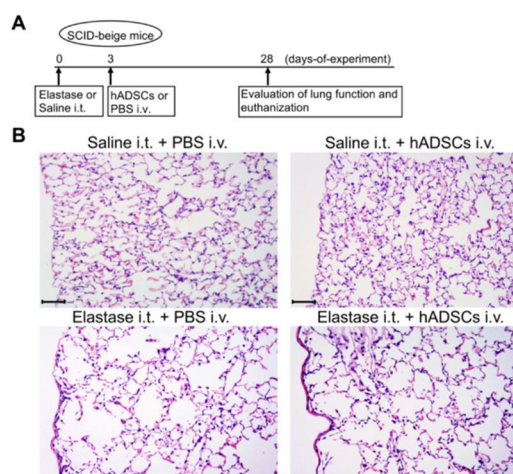 A
SCID-beige mice
0 3 28 (days-of-experiment)
Elastase or
Saline i.t.
hADSCs or
PBS i.v.
Evaluation of lung function and
euthanization
B
Saline i.t. + PBS i.v.
Saline i.t. + hADSCs i.v.
Elastase i.t. + PBS i.v.
Elastase i.t. + hADSCs i.v.